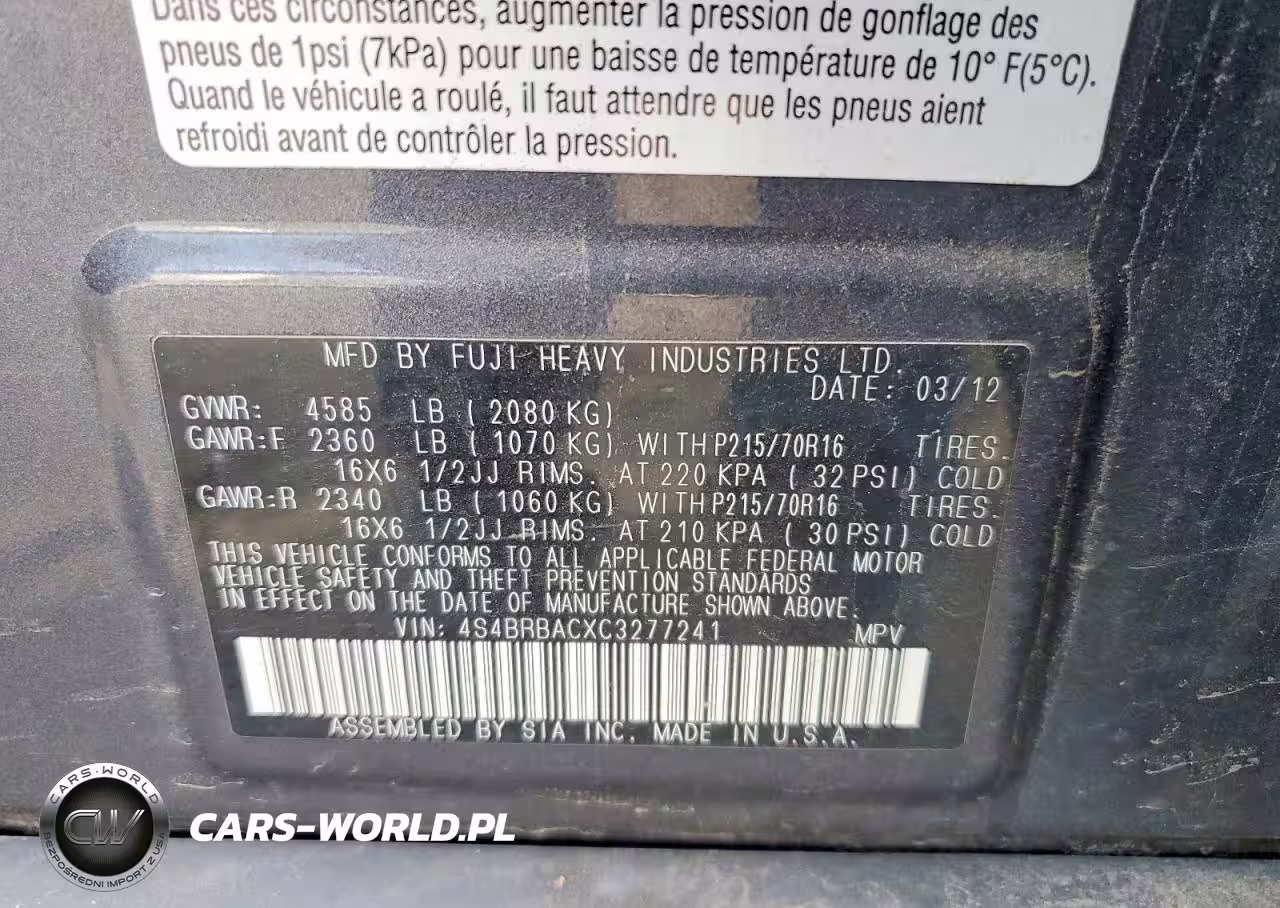 Dans ces circonstances, augmenter la pression de gonflage des
pneus de 1psi (7kPa) pour une baisse de température de 10° F(5°C).
Quand le véhicule a roulé, il faut attendre que les pneus aient
refroidi avant de contrôler la pression.
MFD BY FUJI HEAVY INDUSTRIES LTD.
DATE: 03/12
GVWR: 4585 LB ( 2080 KG)
GAWR:F 2360 LB ( 1070 KG) WITH P215/70R16 TIRES.
16X6 1/2JJ RIMS. AT 220 KPA ( 32 PSI) COLD
GAWR:R 2340 LB ( 1060 KG) WITH P215/70R16 TIRES.
16X6 1/2JJ RIMS. AT 210 KPA ( 30 PSI) COLD
THIS VEHICLE CONFORMS TO ALL APPLICABLE FEDERAL MOTOR
VEHICLE SAFETY AND THEFT PREVENTION STANDARDS
IN EFFECT ON THE DATE OF MANUFACTURE SHOWN ABOVE.
VIN: 4S4BRBACXC3277241 MPV
ASSEMBLED BY SIA INC. MADE IN U.S.A.
CARS-WORLD
CW
BEZPOŚREDNI IMPORT Z USA
CARS-WORLD.PL